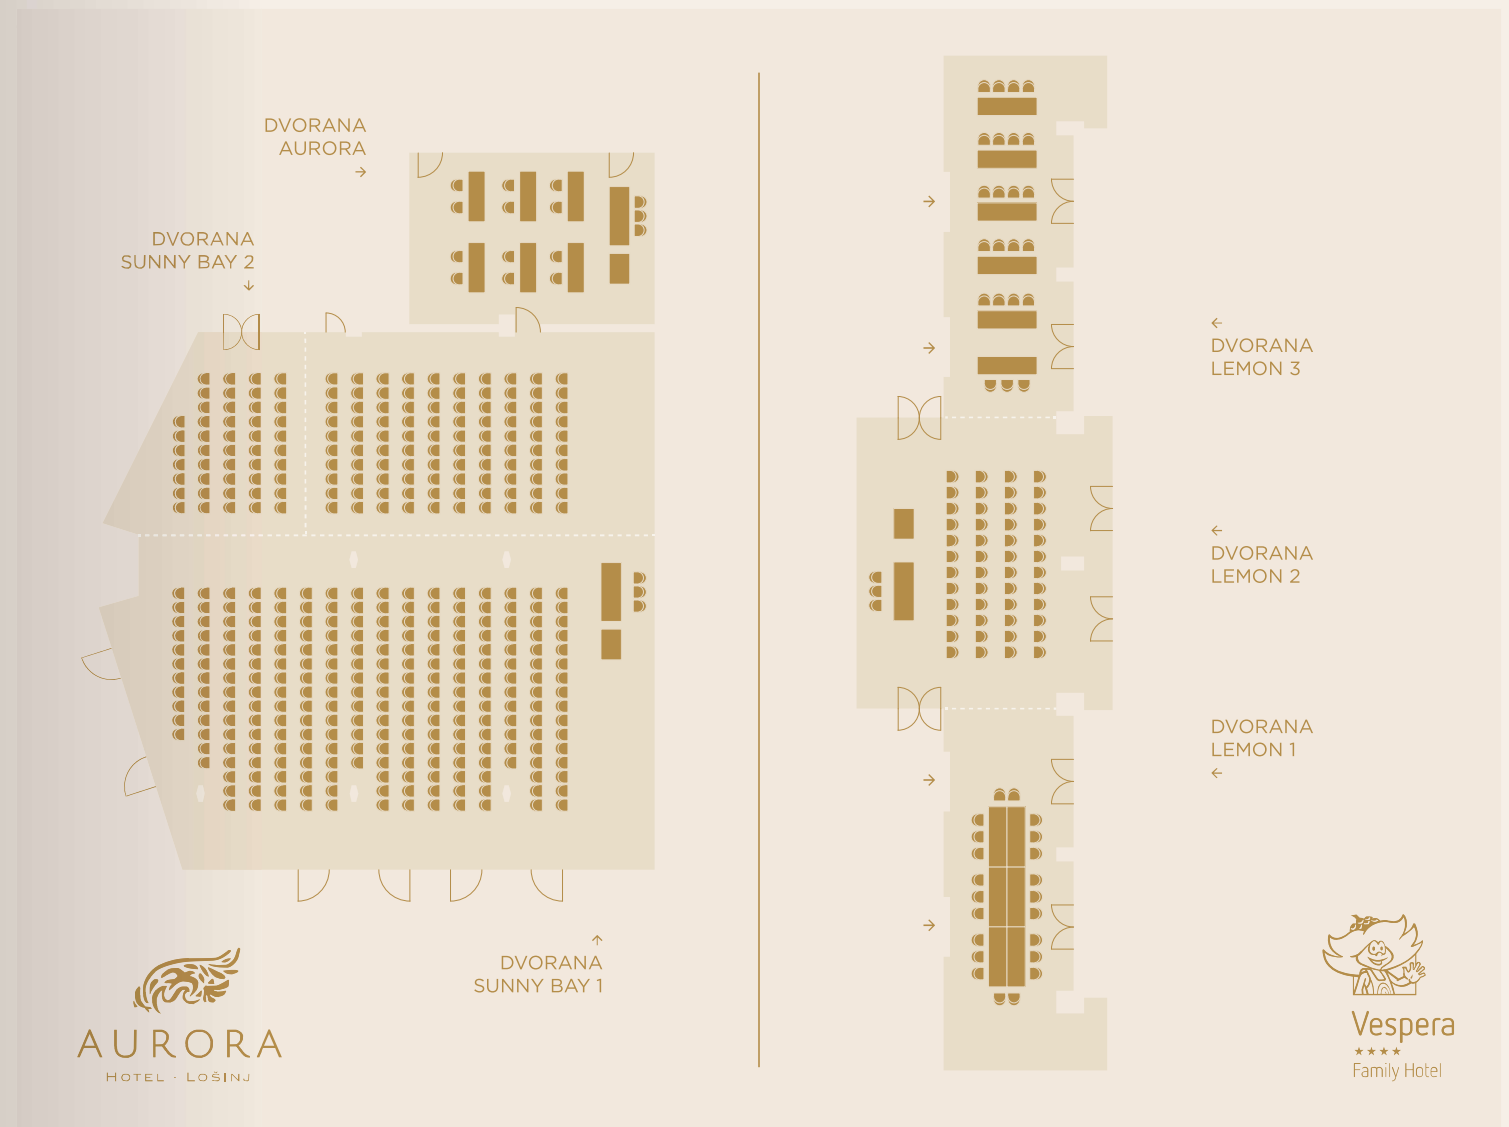 DVORANA
AURORA
→
DVORANA
SUNNY BAY 2
↓
↑
DVORANA
SUNNY BAY 1
AURORA
HOTEL · LOŠINJ
←
DVORANA
LEMON 3
←
DVORANA
LEMON 2
DVORANA
LEMON 1
←
Vespera
★★★★
Family Hotel